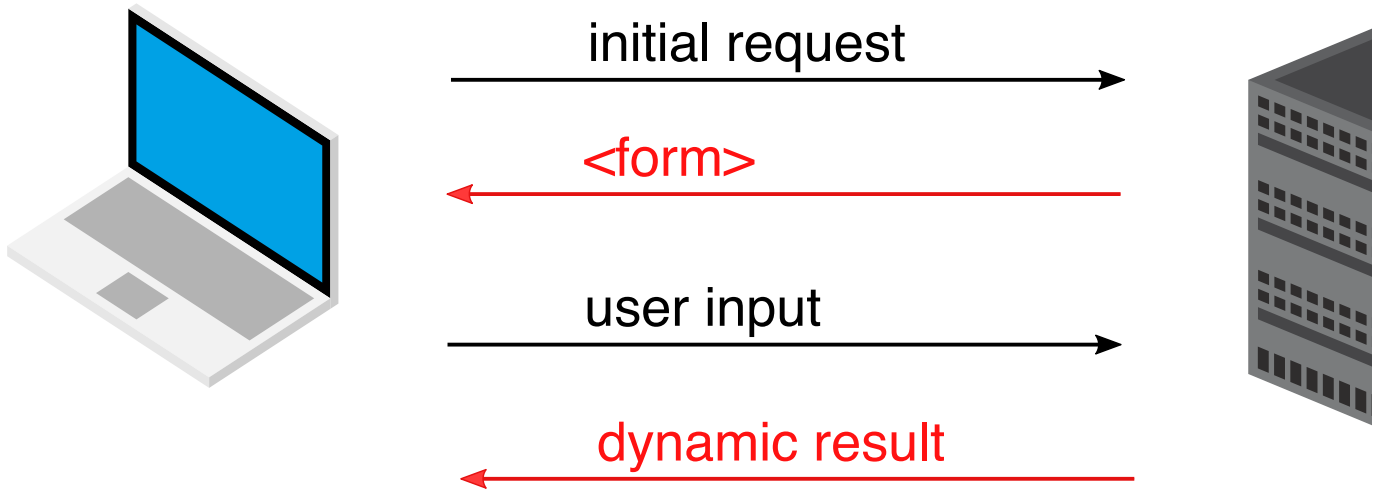 initial request
<form>
user input
dynamic result